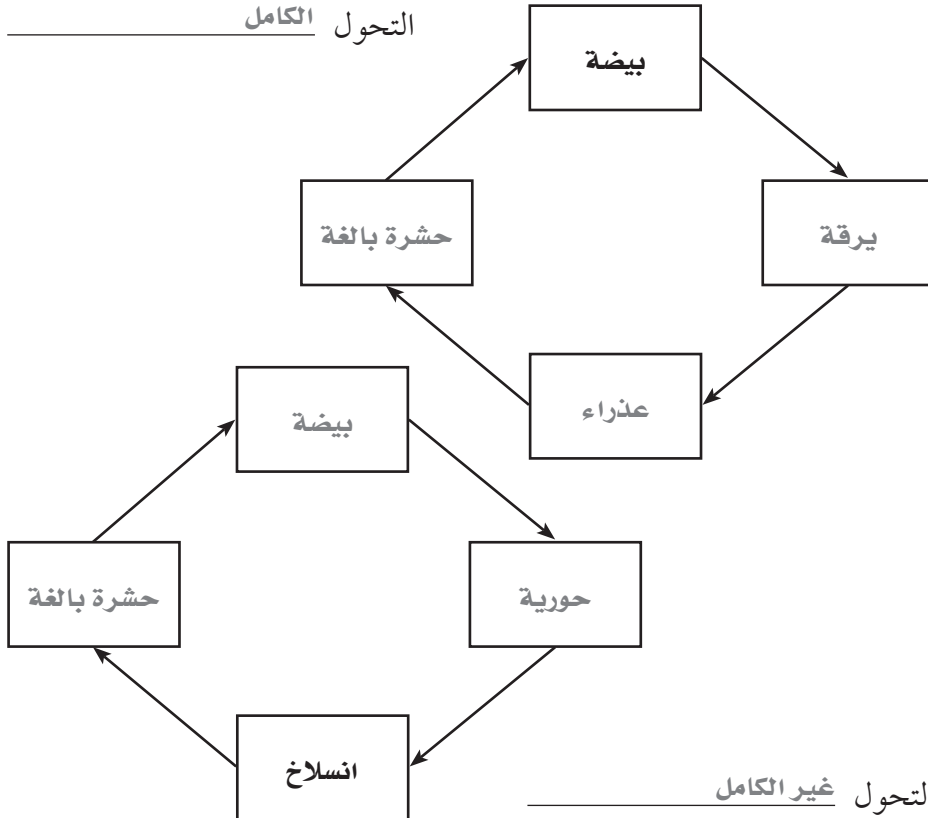 التحول الكامل
بيضة
حشرة بالغة
يرقة
عذراء
بيضة
حشرة بالغة
حورية
انسلاخ
لتحول غير الكامل